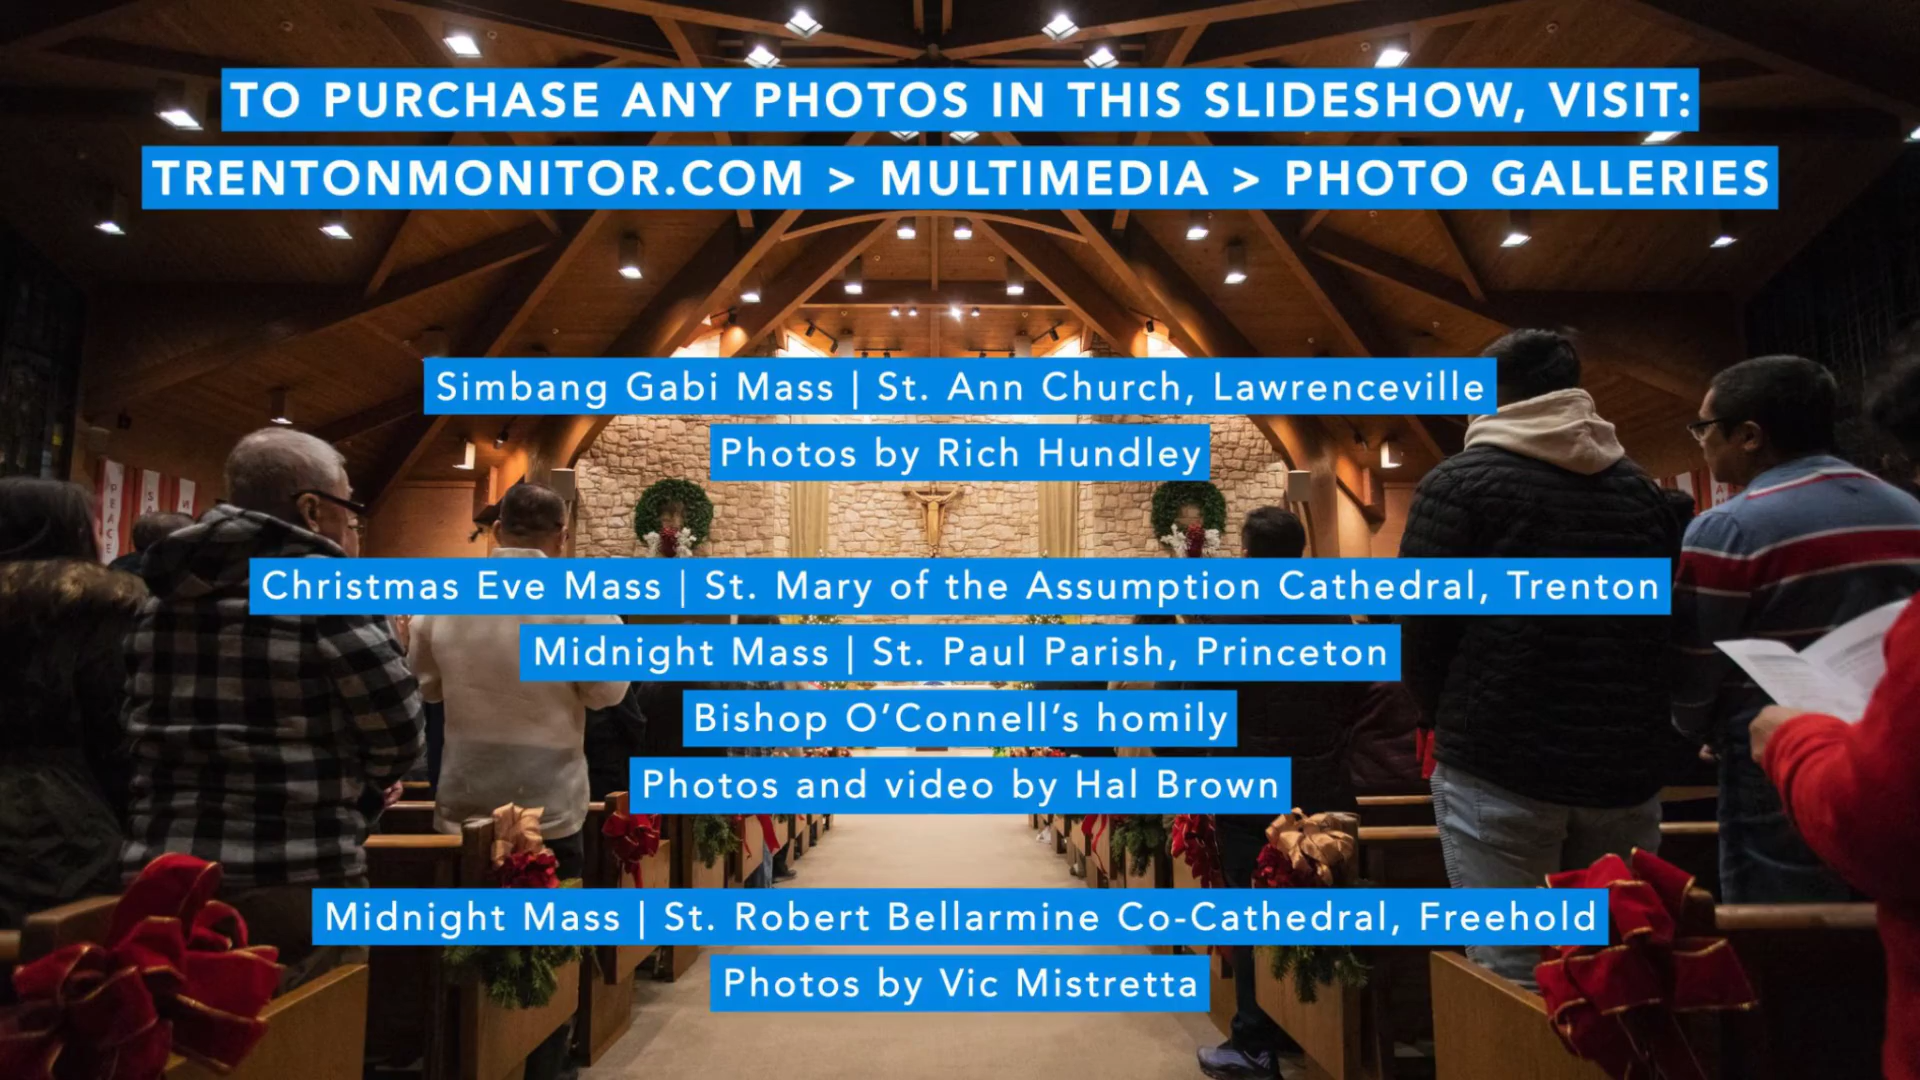 TO PURCHASE ANY PHOTOS IN THIS SLIDESHOW, VISIT:
TRENTONMONITOR.COM > MULTIMEDIA > PHOTO GALLERIES
Simbang Gabi Mass | St. Ann Church, Lawrenceville
Photos by Rich Hundley
PEACE
Christmas Eve Mass | St. Mary of the Assumption Cathedral, Trenton
Midnight Mass | St. Paul Parish, Princeton
Bishop O’Connell’s homily
Photos and video by Hal Brown
Midnight Mass | St. Robert Bellarmine Co-Cathedral, Freehold
Photos by Vic Mistretta